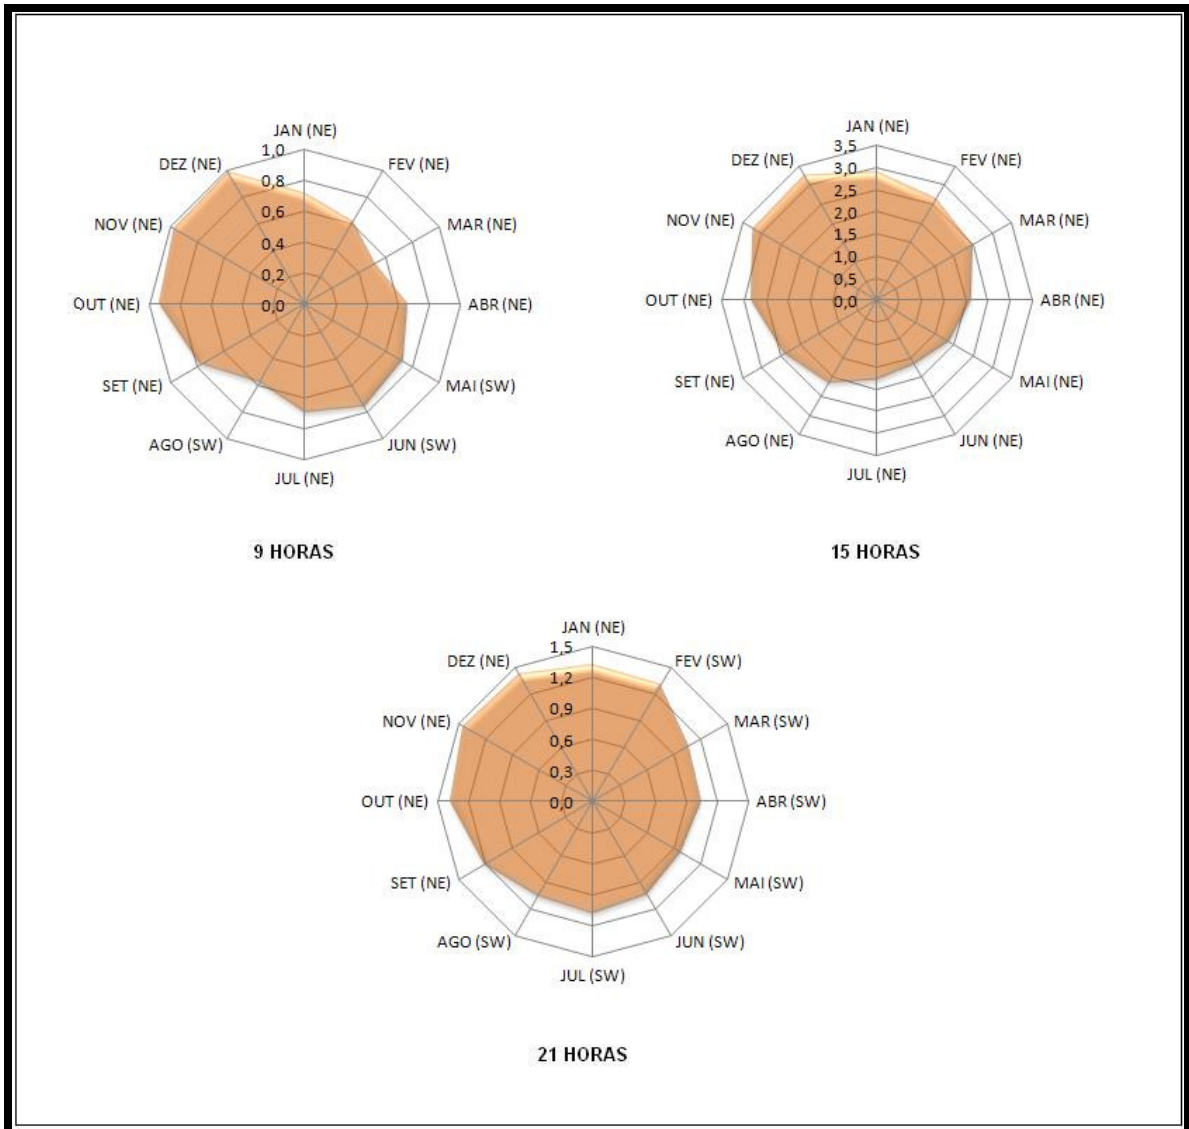 JAN (NE)
1,0
DEZ (NE)
FEV (NE)
0,8
0,6
NOV (NE)
MAR (NE)
0,4
0,2
OUT (NE)
0,0
ABR (NE)
SET (NE)
MAI (SW)
AGO (SW)
JUN (SW)
JUL (NE)
9 HORAS
JAN (NE)
3,5
DEZ (NE)
3,0
FEV (NE)
2,5
2,0
NOV (NE)
MAR (NE)
1,5
1,0
0,5
OUT (NE)
0,0
ABR (NE)
SET (NE)
MAI (NE)
AGO (NE)
JUN (NE)
JUL (NE)
15 HORAS
JAN (NE)
1,5
DEZ (NE)
FEV (SW)
1,2
0,9
NOV (NE)
MAR (SW)
0,6
0,3
OUT (NE)
0,0
ABR (SW)
SET (NE)
MAI (SW)
AGO (SW)
JUN (SW)
JUL (SW)
21 HORAS